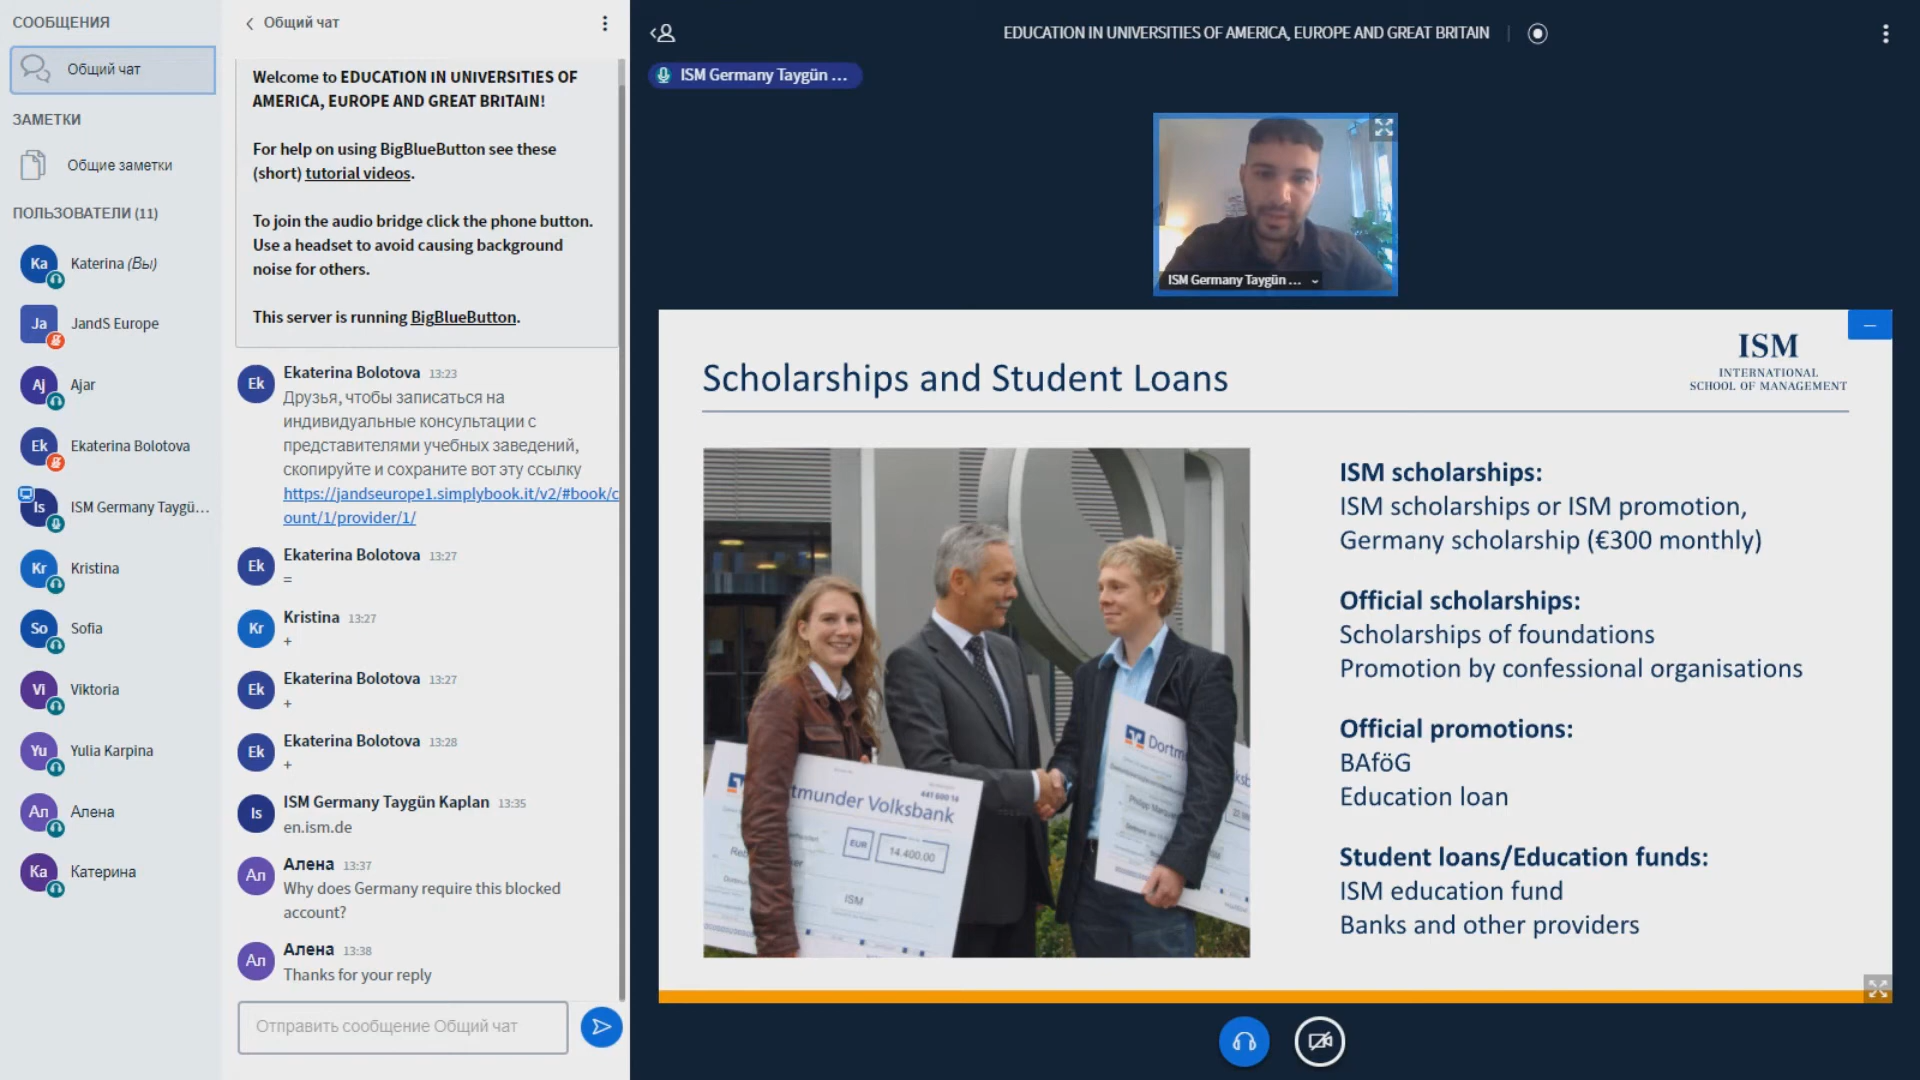 СООБЩЕНИЯ
Общий чат
ЗАМЕТКИ
Общие заметки
ПОЛЬЗОВАТЕЛИ (11)
Ka
Katerina (Вы)
Ja
JandS Europe
Aj
Ajar
Ek
Ekaterina Bolotova
Is
ISM Germany Taygü...
Kr
Kristina
So
Sofia
Vi
Viktoria
Yu
Yulia Karpina
Ал
Алена
Ка
Катерина
Общий чат
Welcome to EDUCATION IN UNIVERSITIES OF
AMERICA, EUROPE AND GREAT BRITAIN!
For help on using BigBlueButton see these
(short) tutorial videos.
To join the audio bridge click the phone button.
Use a headset to avoid causing background
noise for others.
This server is running BigBlueButton.
Ek
Ekaterina Bolotova 13:23
Друзья, чтобы записаться на
индивидуальные консультации с
представителями учебных заведений,
скопируйте и сохраните вот эту ссылку
https://jandseurope1.simplybook.it/v2/#book/c
ount/1/provider/1/
Ek
Ekaterina Bolotova 13:27
=
Kr
Kristina 13:27
+
Ek
Ekaterina Bolotova 13:27
+
Ek
Ekaterina Bolotova 13:28
+
Is
ISM Germany Taygün Kaplan 13:35
en.ism.de
Ал
Алена 13:37
Why does Germany require this blocked
account?
Ал
Алена 13:38
Thanks for your reply
Отправить сообщение Общий чат
EDUCATION IN UNIVERSITIES OF AMERICA, EUROPE AND GREAT BRITAIN
ISM Germany Taygün ...
ISM Germany Taygün ...
Scholarships and Student Loans
ISM
INTERNATIONAL
SCHOOL OF MANAGEMENT
ISM scholarships:
ISM scholarships or ISM promotion,
Germany scholarship (€300 monthly)
Official scholarships:
Scholarships of foundations
Promotion by confessional organisations
Official promotions:
BAföG
Education loan
Student loans/Education funds:
ISM education fund
Banks and other providers
tmunder Volksbank
EUR
14.400,00
ISM
Dortm